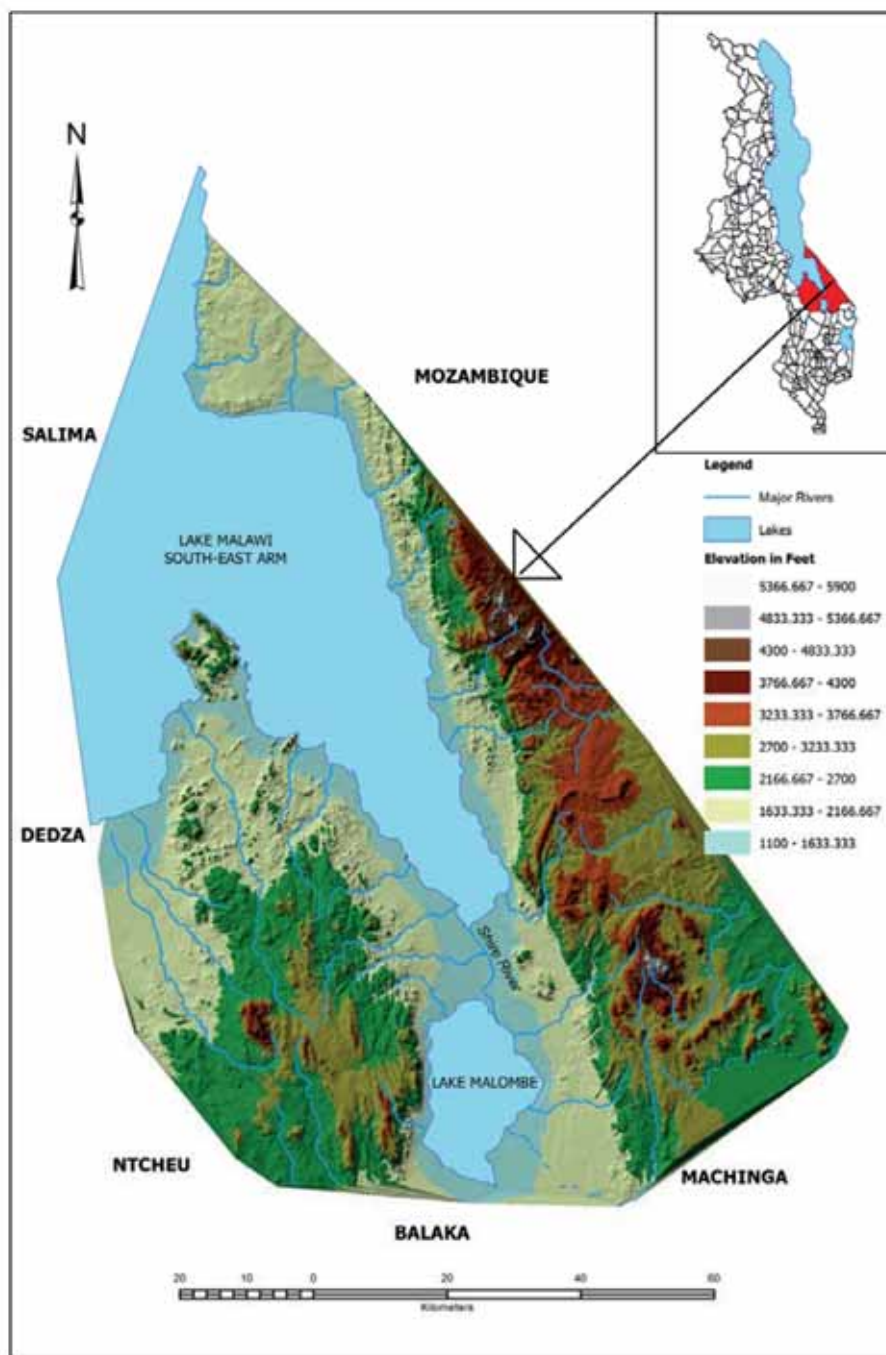 N
MOZAMBIQUE
SALIMA
LAKE MALAWI
SOUTH-EAST ARM
DEDZA
Shire River
LAKE MALOMBE
NTCHEU
MACHINGA
BALAKA
Legend
Major Rivers
Lakes
Elevation in Feet
5366.667 - 5900
4833.333 - 5366.667
4300 - 4833.333
3766.667 - 4300
3233.333 - 3766.667
2700 - 3233.333
2166.667 - 2700
1633.333 - 2166.667
1100 - 1633.333
20 10 0 20 40 60
Kilometers